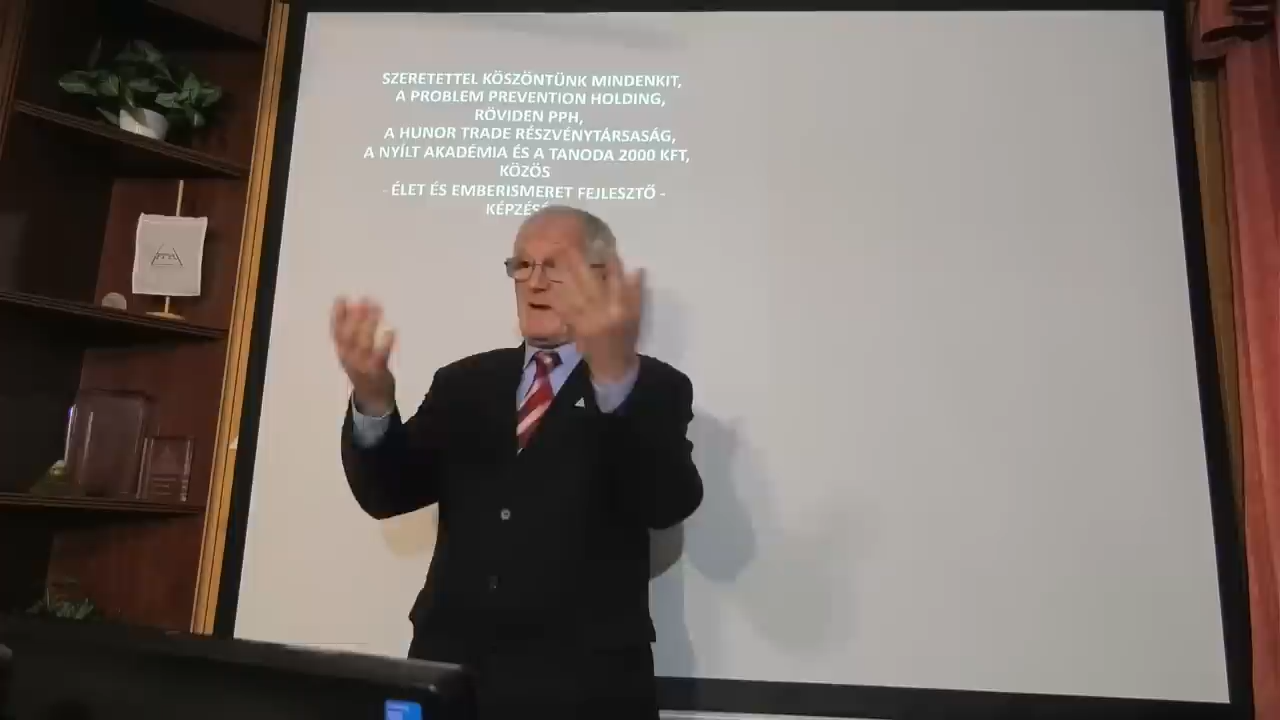 SZERETETTEL KÖSZÖNTÜNK MINDENKIT,
A PROBLEM PREVENTION HOLDING,
RÖVIDEN PPH,
A HUNOR TRADE RÉSZVÉNYTÁRSASÁG,
A NYÍLT AKADÉMIA ÉS A TANODA 2000 KFT,
KÖZÖS
- ÉLET ÉS EMBERISMERET FEJLESZTŐ -